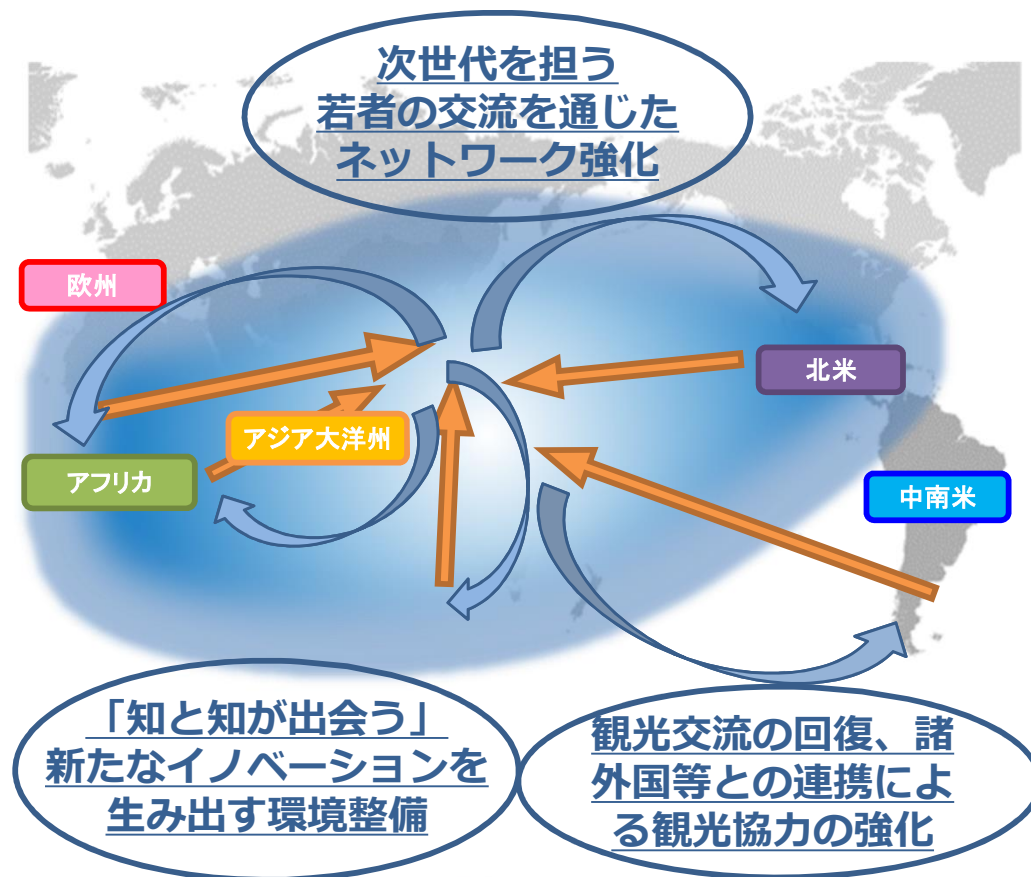 次世代を担う
若者の交流を通じた
ネットワーク強化
欧州
北米
アジア大洋州
アフリカ
中南米
「知と知が出会う」
新たなイノベーションを
生み出す環境整備
観光交流の回復、諸
外国等との連携によ
る観光協力の強化